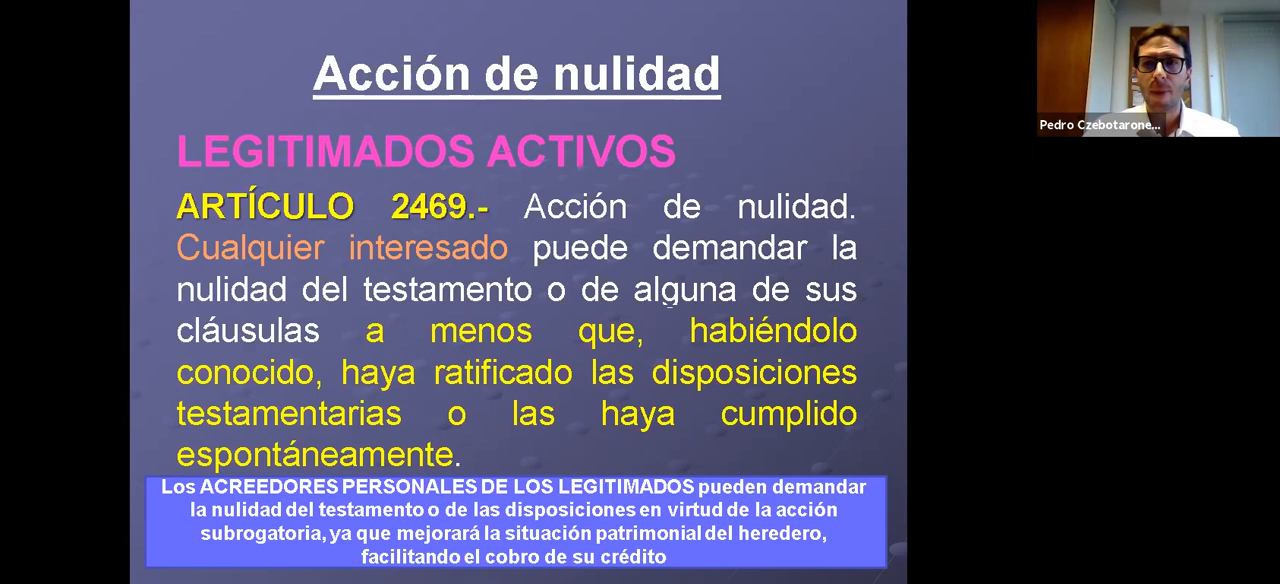 Acción de nulidad
LEGITIMADOS ACTIVOS
ARTÍCULO 2469.- Acción de nulidad.
Cualquier interesado puede demandar la
nulidad del testamento o de alguna de sus
cláusulas a menos que, habiéndolo
conocido, haya ratificado las disposiciones
testamentarias o las haya cumplido
espontáneamente.
Los ACREEDORES PERSONALES DE LOS LEGITIMADOS pueden demandar
la nulidad del testamento o de las disposiciones en virtud de la acción
subrogatoria, ya que mejorará la situación patrimonial del heredero,
facilitando el cobro de su crédito
Pedro Czebotarone...